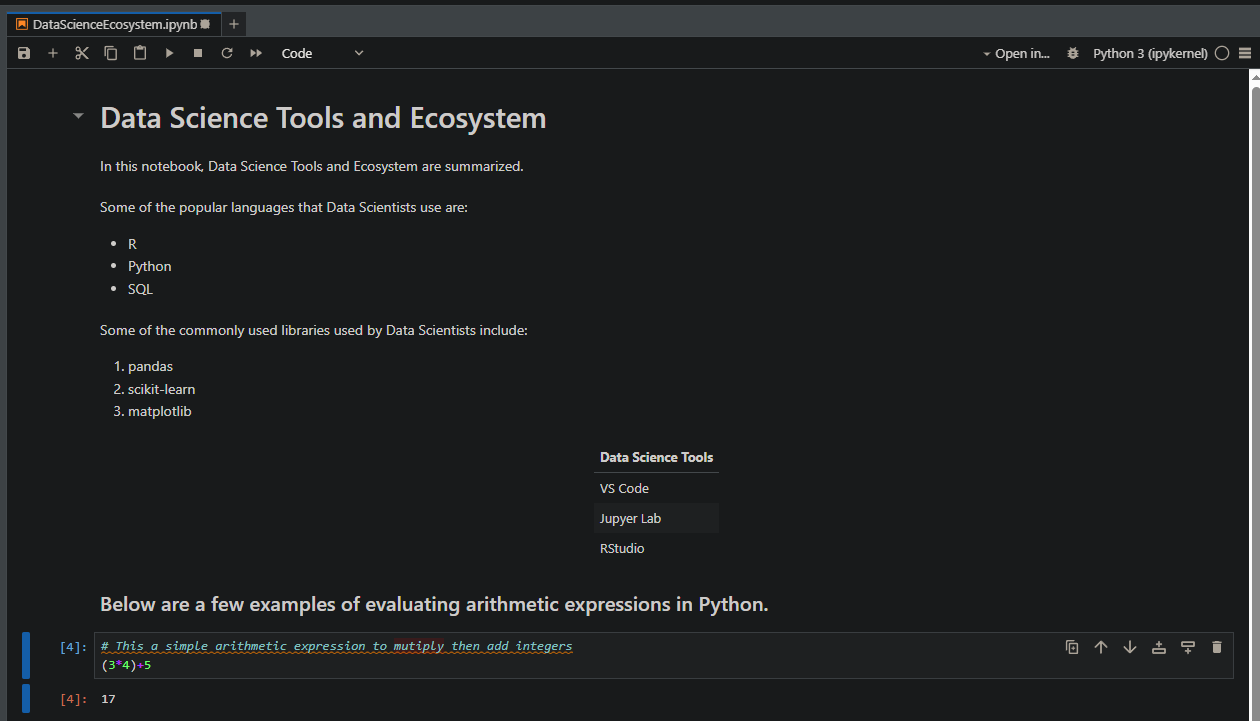 DataScienceEcosystem.ipynb
Code
Open in...
Python 3 (ipykernel)
Data Science Tools and Ecosystem
In this notebook, Data Science Tools and Ecosystem are summarized.
Some of the popular languages that Data Scientists use are:
• R
• Python
• SQL
Some of the commonly used libraries used by Data Scientists include:
1. pandas
2. scikit-learn
3. matplotlib
Data Science Tools
VS Code
Jupyer Lab
RStudio
Below are a few examples of evaluating arithmetic expressions in Python.
[4]: # This a simple arithmetic expression to mutiply then add integers
(3*4)+5
[4]: 17